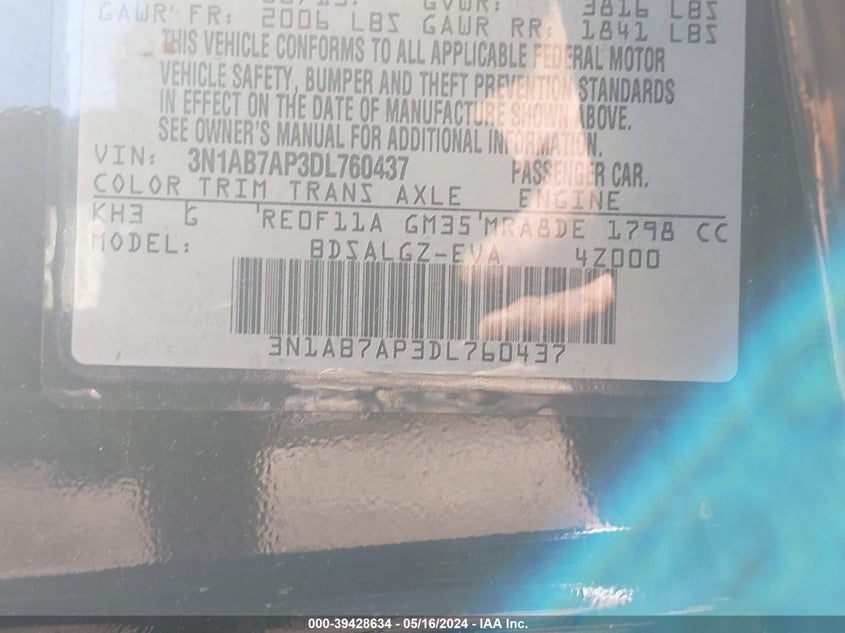 GVWR: 3816 LBS
GAWR FR: 2006 LBS GAWR RR: 1841 LBS
THIS VEHICLE CONFORMS TO ALL APPLICABLE FEDERAL MOTOR
VEHICLE SAFETY, BUMPER AND THEFT PREVENTION STANDARDS
IN EFFECT ON THE DATE OF MANUFACTURE SHOWN ABOVE.
SEE OWNER'S MANUAL FOR ADDITIONAL INFORMATION.
VIN: 3N1AB7AP3DL760437 PASSENGER CAR.
COLOR TRIM TRANS AXLE ENGINE
KH3 G 'RE0F11A GM35'MRA8DE 1798 CC
MODEL: BDSALGZ-EVA 4Z000
3N1AB7AP3DL760437
000-39428634 - 05/16/2024 - IAA Inc.